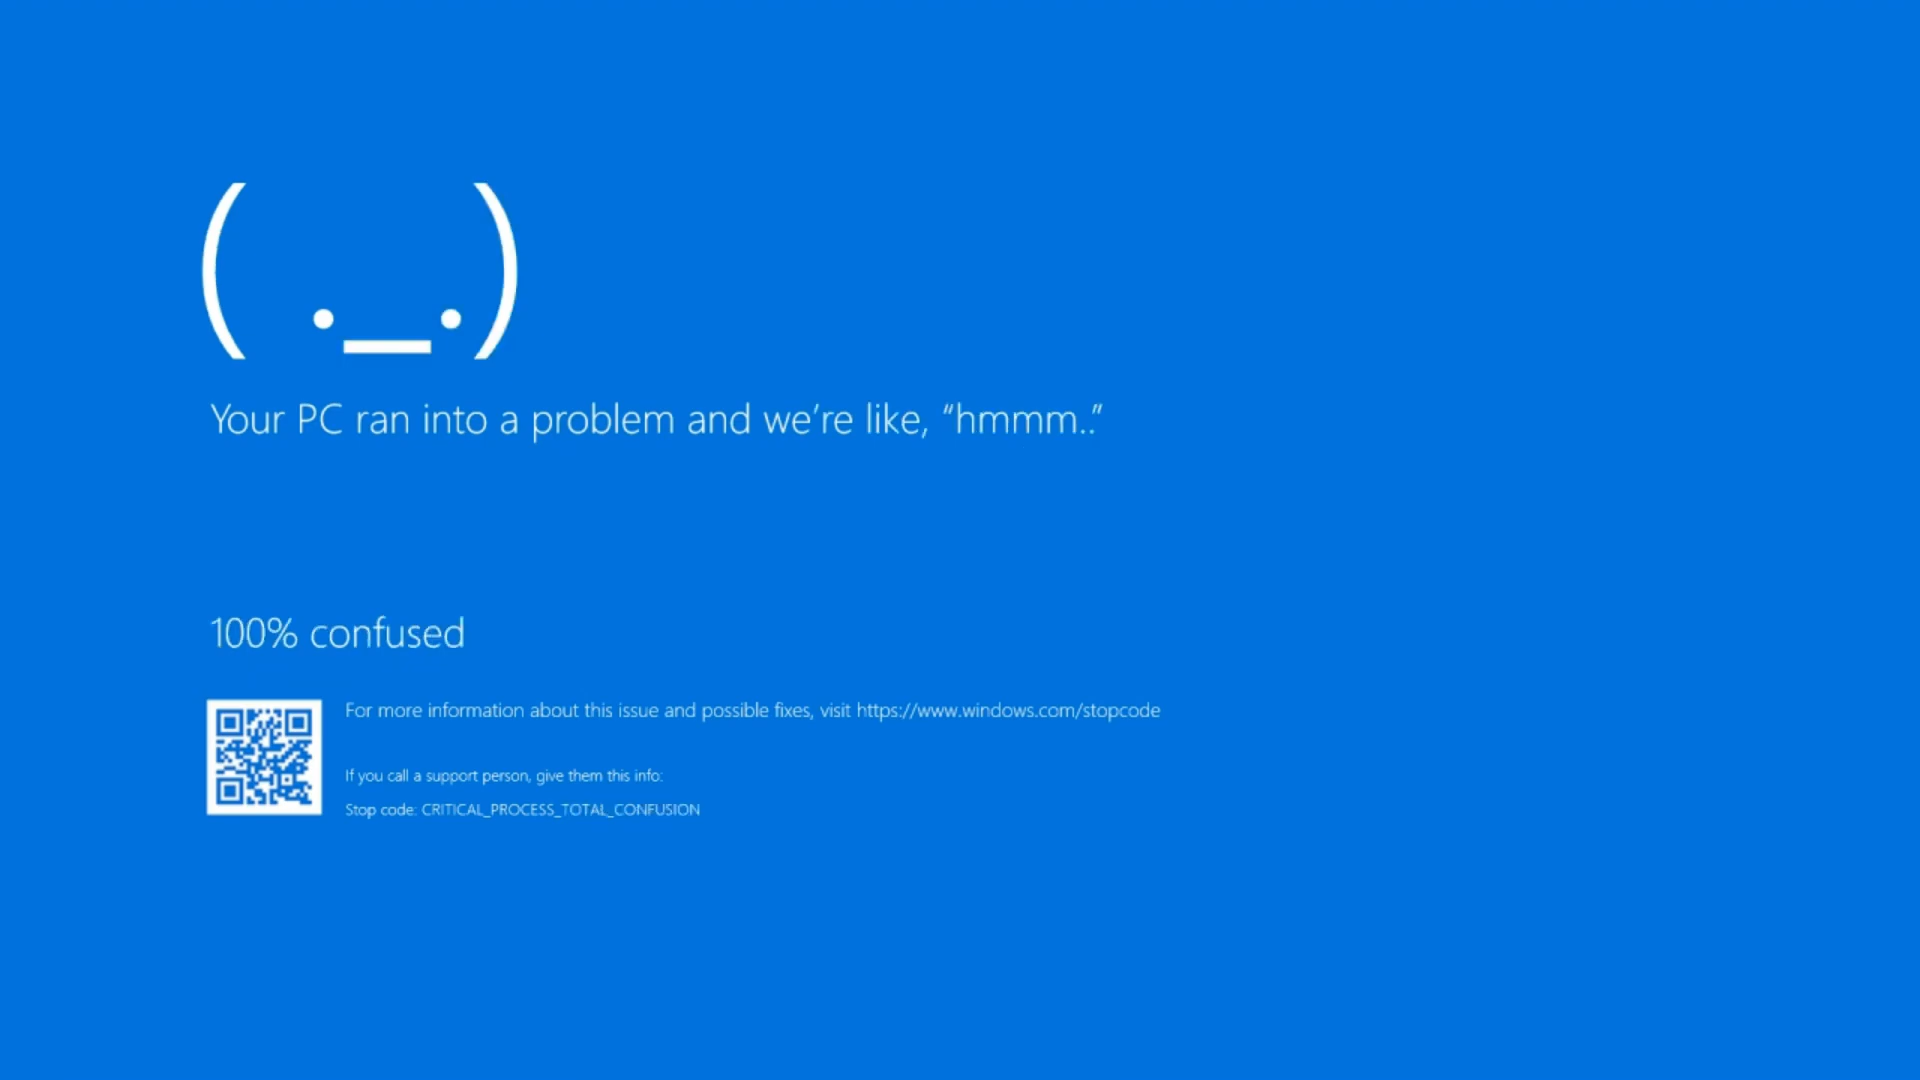 ( ._.)
Your PC ran into a problem and we’re like, “hmmm..”
100% confused
For more information about this issue and possible fixes, visit https://www.windows.com/stopcode
If you call a support person, give them this info:
Stop code: CRITICAL_PROCESS_TOTAL_CONFUSION